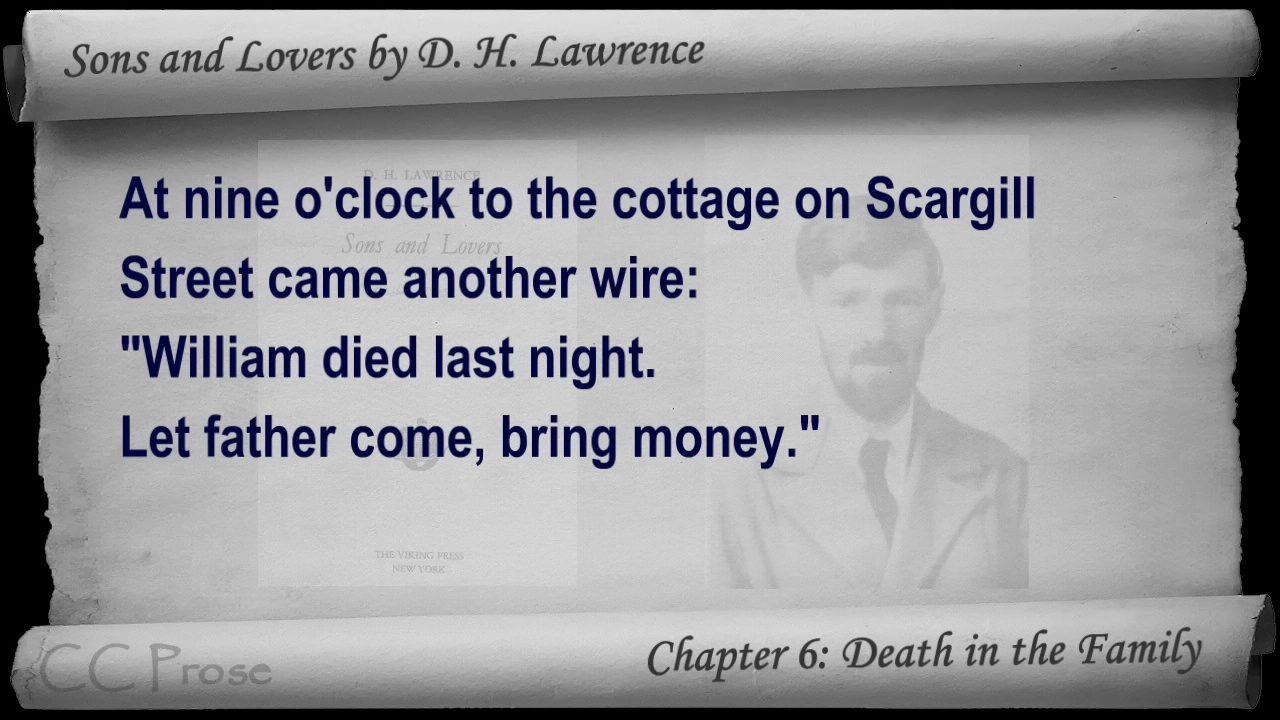 Sons and Lovers by D. H. Lawrence
D. H. LAWRENCE
Sons and Lovers
At nine o'clock to the cottage on Scargill
Street came another wire:
"William died last night.
Let father come, bring money."
THE VIKING PRESS
NEW YORK
CC Prose
Chapter 6: Death in the Family